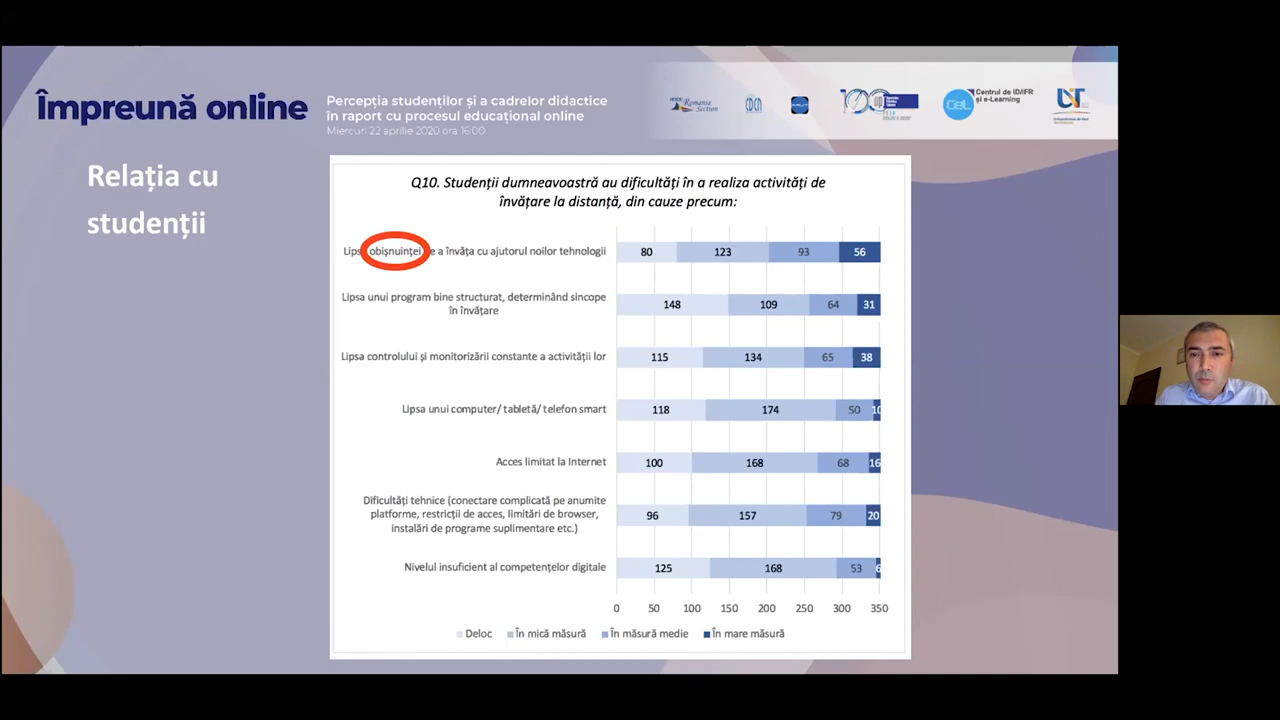 Împreună online
Percepția studenților și a cadrelor didactice
în raport cu procesul educațional online
Miercuri 22 aprilie 2020 ora 16:00
Romania
Section
EDEN
100
Centrul de ID/IFR
și e-Learning
Relația cu
studenții
Q10. Studenții dumneavoastră au dificultăți în a realiza activități de
învățare la distanță, din cauze precum:
obișnuinței a învăța cu ajutorul noilor tehnologii
80 123 93 56
Lipsa unui program bine structurat, determinând sincope
în învățare
148 109 64 31
Lipsa controlului și monitorizării constante a activității lor
115 134 65 38
Lipsa unui computer/ tabletă/ telefon smart
118 174 50 10
Acces limitat la Internet
100 168 68 16
Dificultăți tehnice (conectare complicată pe anumite
platforme, restricții de acces, limitări de browser,
instalări de programe suplimentare etc.)
96 157 79 20
Nivelul insuficient al competențelor digitale
125 168 53 6
0 50 100 150 200 250 300 350
Deloc În mică măsură În măsură medie În mare măsură